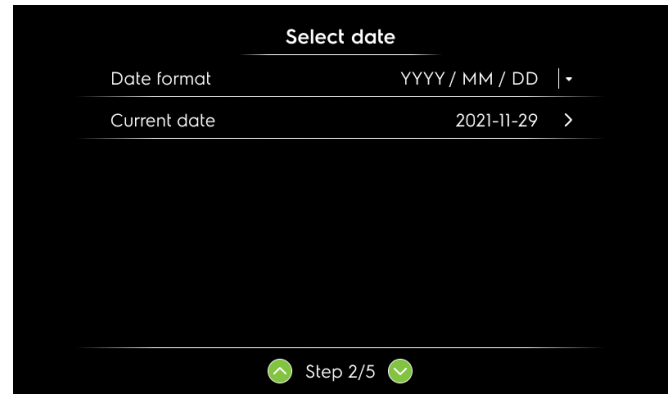 Select date
Date format YYYY / MM / DD
Current date 2021-11-29
Step 2/5